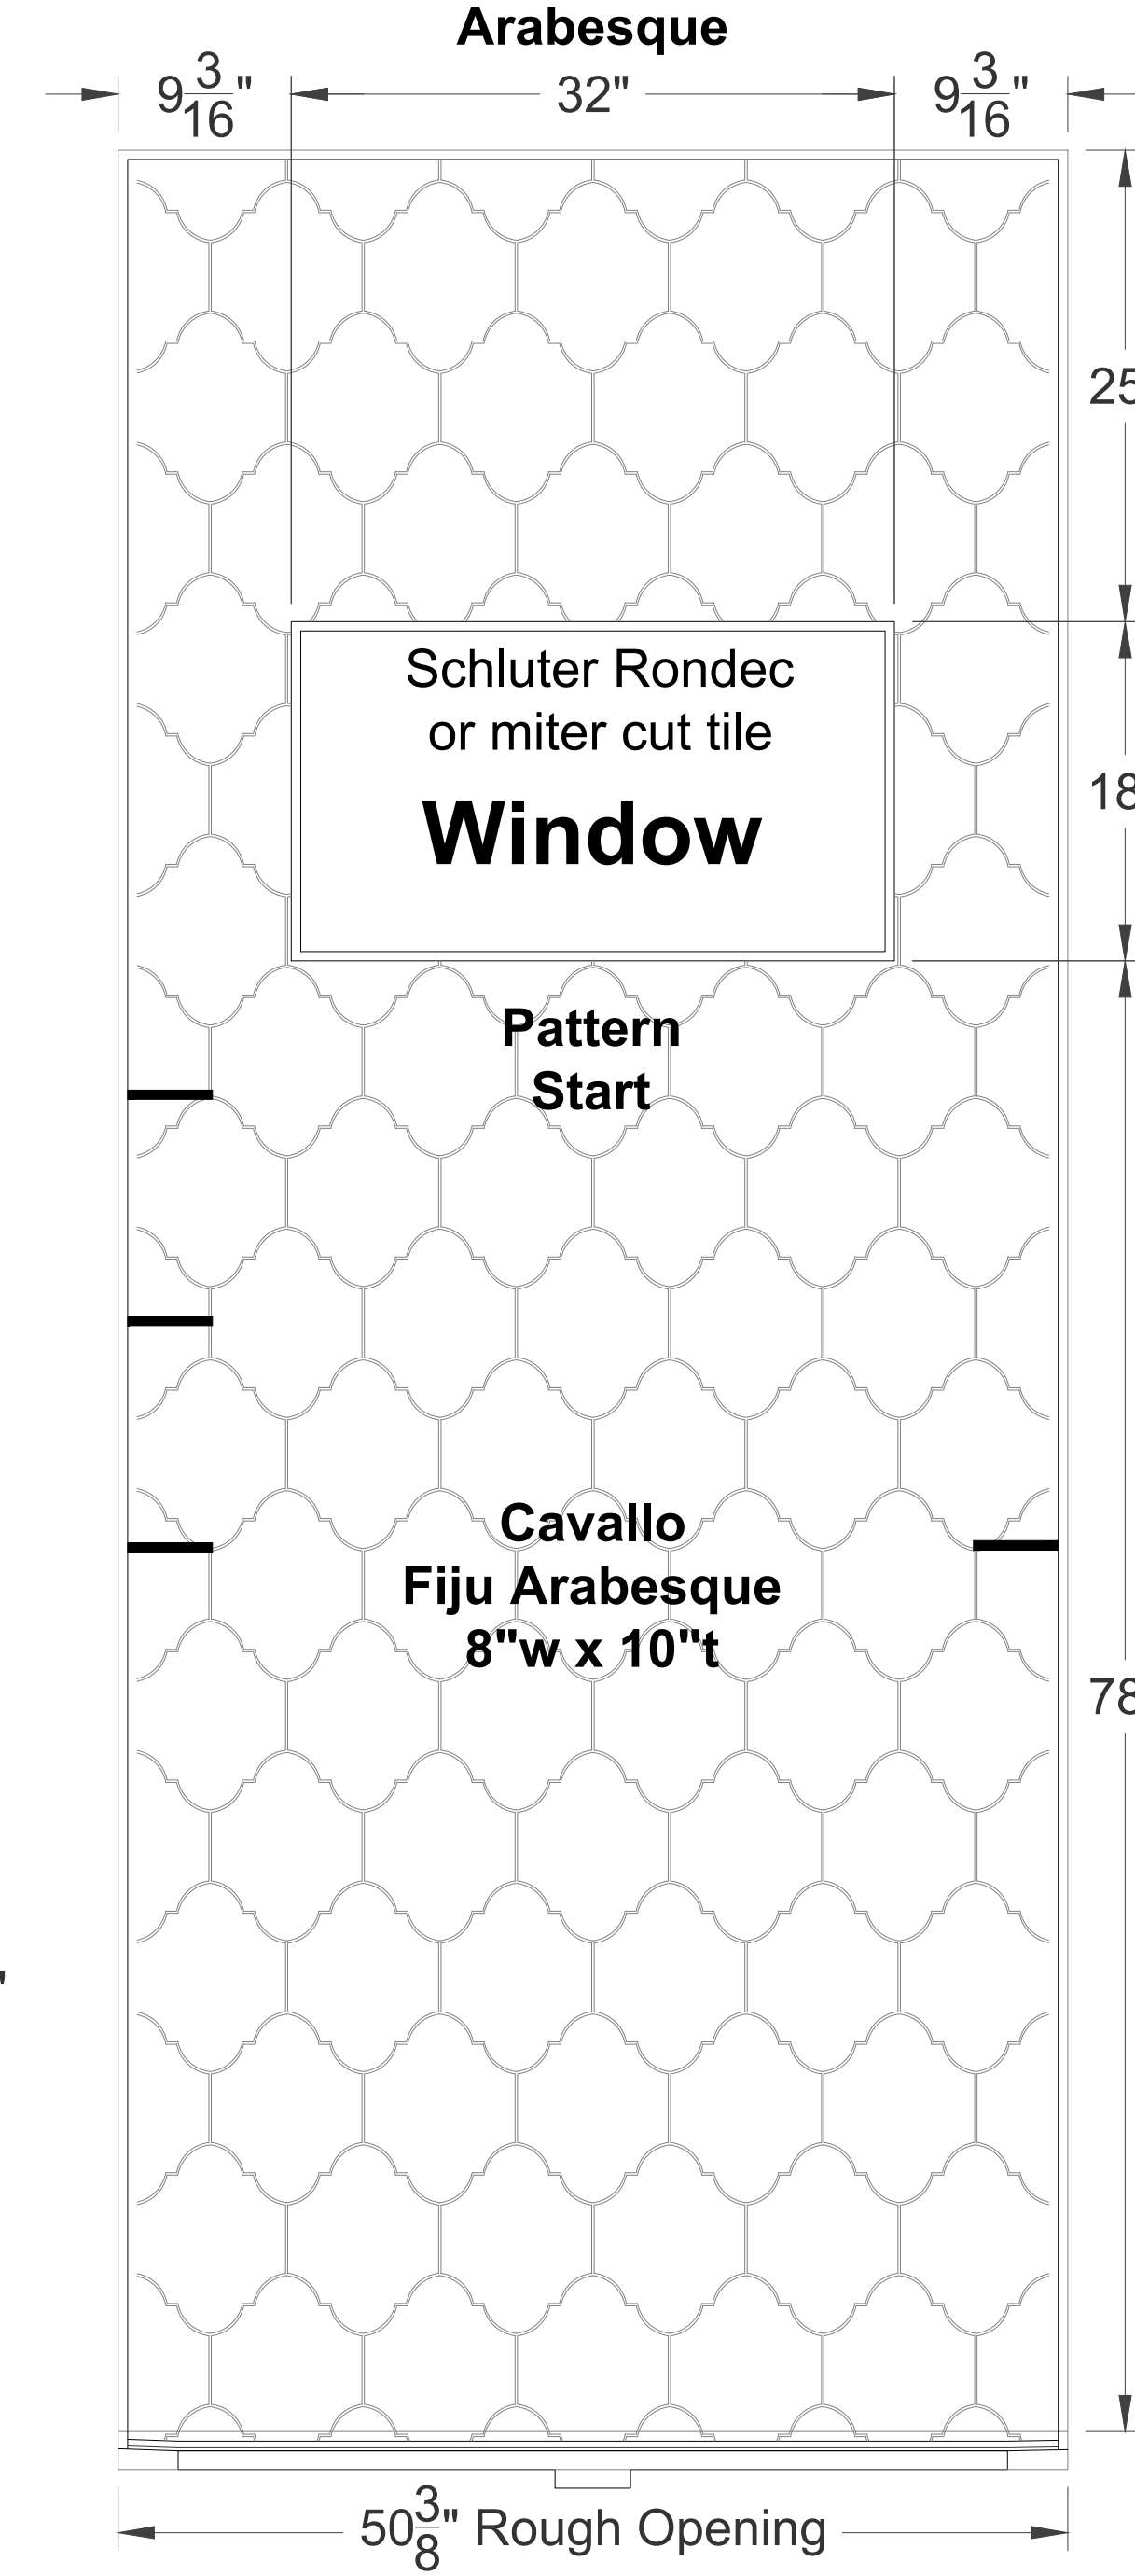 Arabesque
9 3/16" 32" 9 3/16"
25
Schluter Rondec
or miter cut tile
Window
18
Pattern
Start
Cavallo
Fiju Arabesque
8"w x 10"t
78
"
50 3/8" Rough Opening